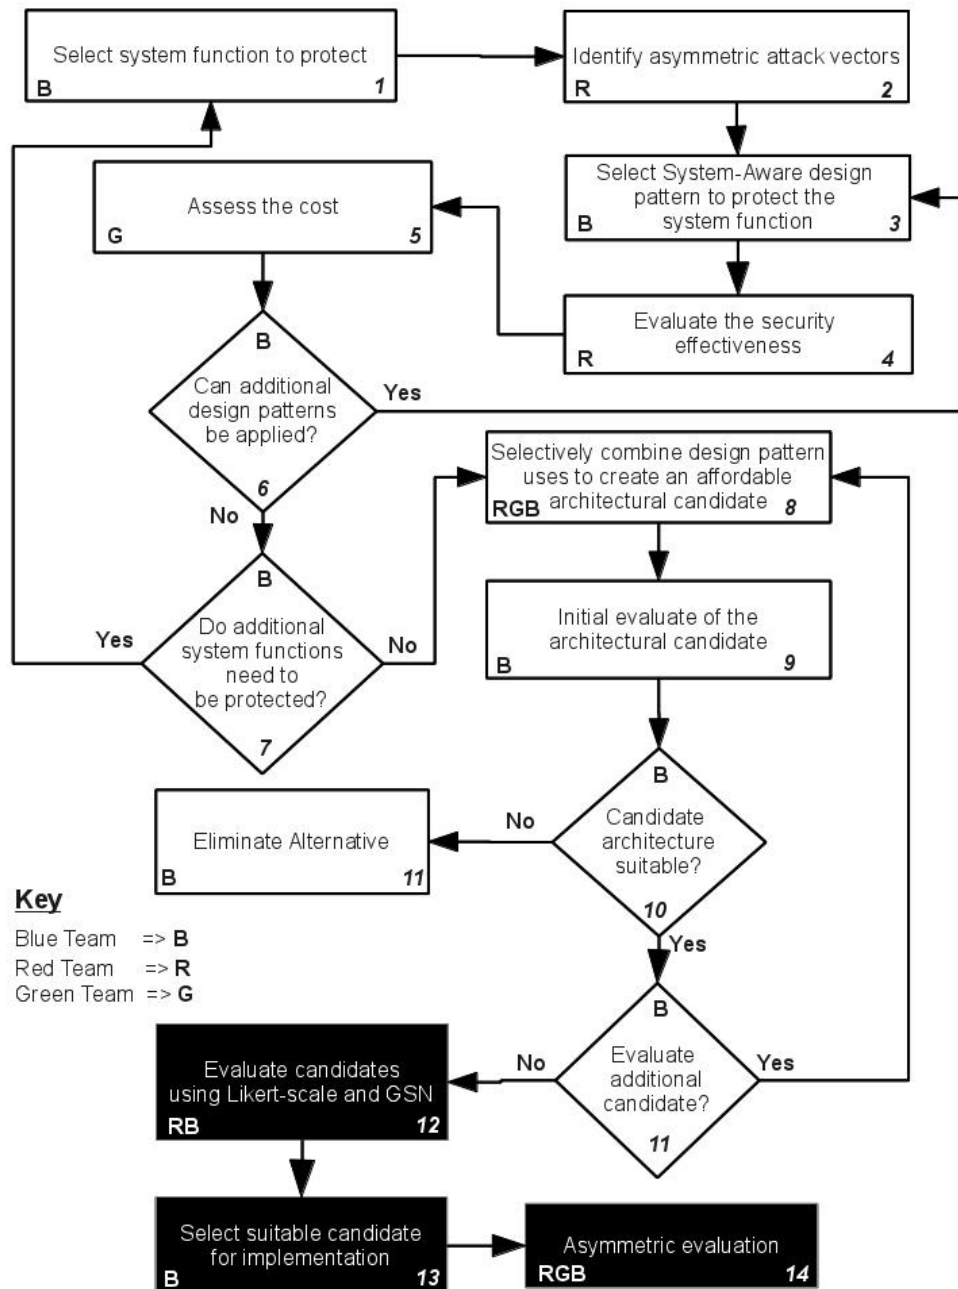 Select system function to protect
B
1
Identify asymmetric attack vectors
R
2
Select System-Aware design
pattern to protect the
system function
B
3
Assess the cost
G
5
Evaluate the security
effectiveness
R
4
B
Can additional
design patterns
be applied?
6
Yes
No
Selectively combine design pattern
uses to create an affordable
architectural candidate
RGB
8
B
Do additional
system functions
need to
be protected?
7
Yes
No
Initial evaluate of the
architectural candidate
B
9
B
Candidate
architecture
suitable?
10
No
Yes
Eliminate Alternative
B
11
Key
Blue Team => B
Red Team => R
Green Team => G
B
Evaluate
additional
candidate?
11
No
Yes
Evaluate candidates
using Likert-scale and GSN
RB
12
Select suitable candidate
for implementation
B
13
Asymmetric evaluation
RGB
14